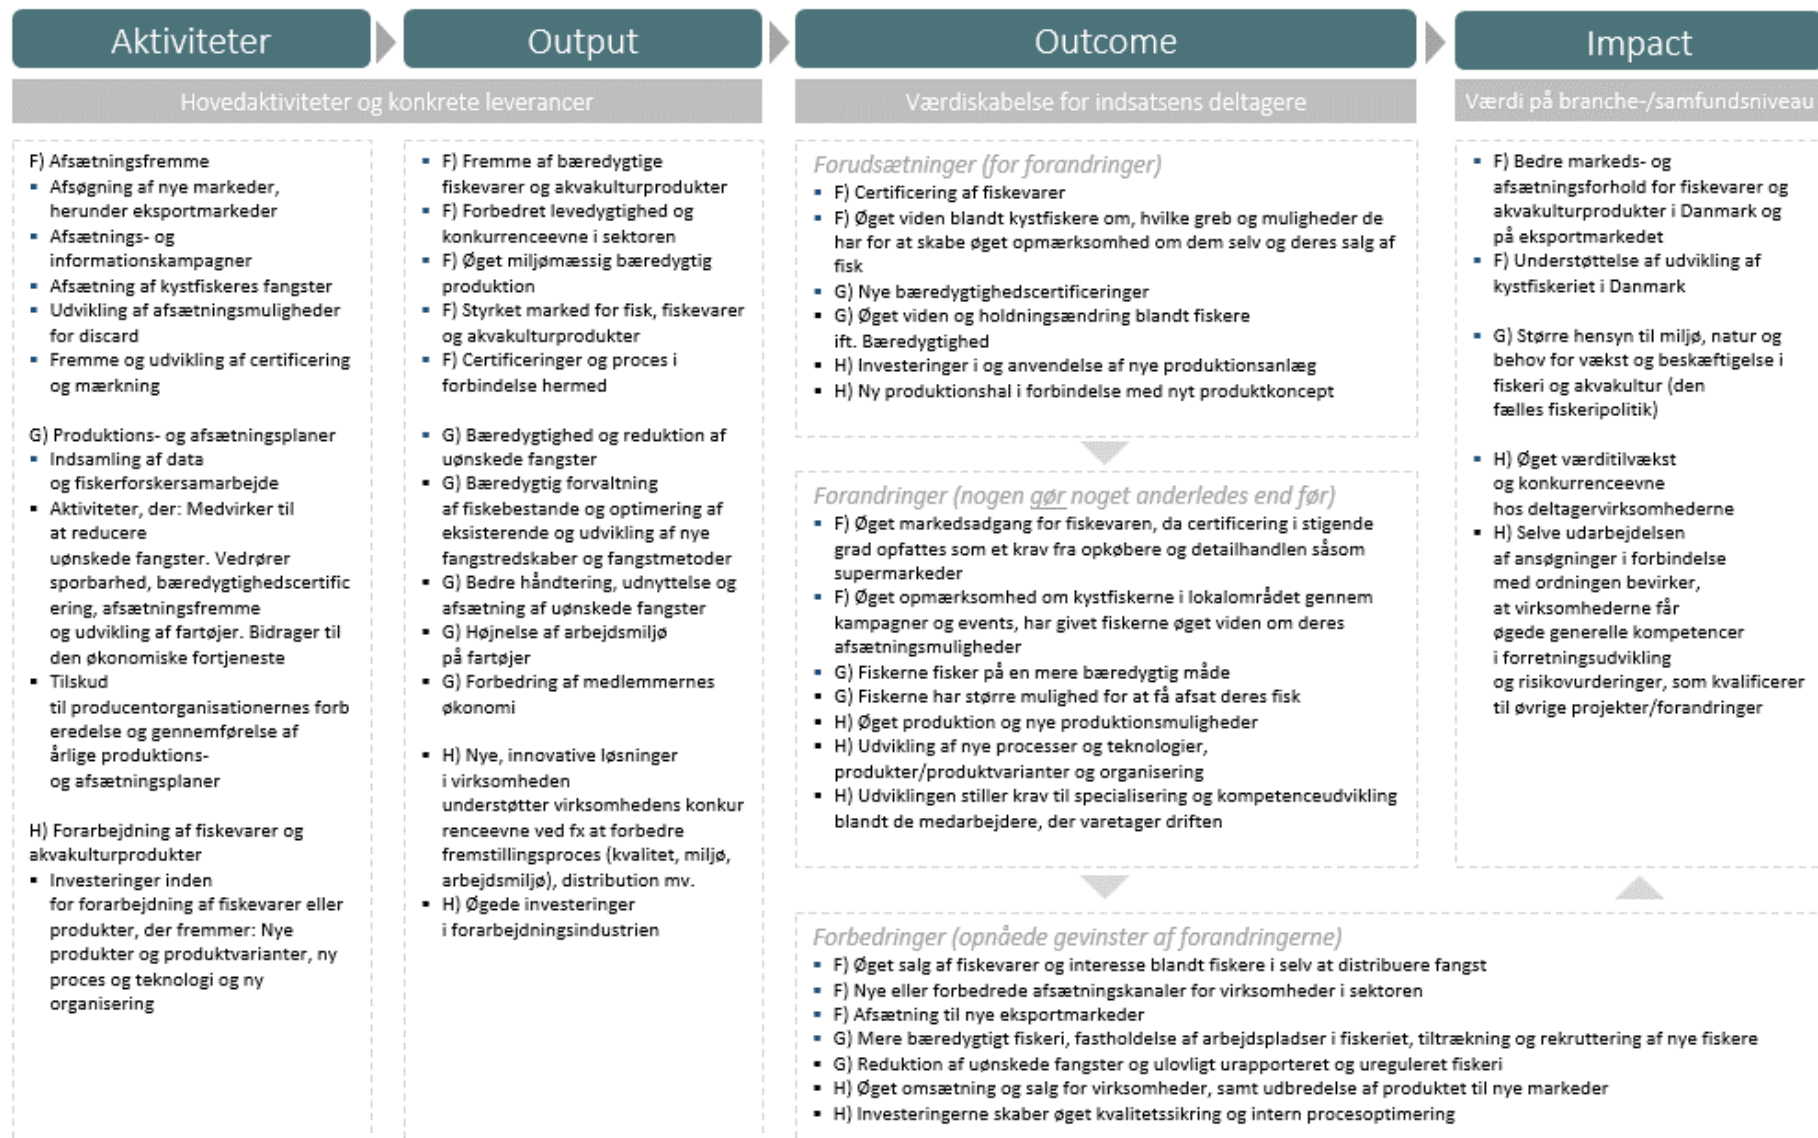 Aktiviteter
Output
Outcome
Impact
Hovedaktiviteter og konkrete leverancer
Værdiskabelse for indsatsens deltagere
Værdi på branche-/samfundsniveau
F) Afsætningsfremme
▪ Afsøgning af nye markeder,
herunder eksportmarkeder
▪ Afsætnings- og
informationskampagner
▪ Afsætning af kystfiskeres fangster
▪ Udvikling af afsætningsmuligheder
for discard
▪ Fremme og udvikling af certificering
og mærkning
G) Produktions- og afsætningsplaner
▪ Indsamling af data
og fiskerforskersamarbejde
▪ Aktiviteter, der: Medvirker til
at reducere
uønskede fangster. Vedrører
sporbarhed, bæredygtighedscertific
ering, afsætningsfremme
og udvikling af fartøjer. Bidrager til
den økonomiske fortjeneste
▪ Tilskud
til producentorganisationernes forb
eredelse og gennemførelse af
årlige produktions-
og afsætningsplaner
H) Forarbejdning af fiskevarer og
akvakulturprodukter
▪ Investeringer inden
for forarbejdning af fiskevarer eller
produkter, der fremmer: Nye
produkter og produktvarianter, ny
proces og teknologi og ny
organisering
▪ F) Fremme af bæredygtige
fiskevarer og akvakulturprodukter
▪ F) Forbedret levedygtighed og
konkurrenceevne i sektoren
▪ F) Øget miljømæssig bæredygtig
produktion
▪ F) Styrket marked for fisk, fiskevarer
og akvakulturprodukter
▪ F) Certificeringer og proces i
forbindelse hermed
▪ G) Bæredygtighed og reduktion af
uønskede fangster
▪ G) Bæredygtig forvaltning
af fiskebestande og optimering af
eksisterende og udvikling af nye
fangstredskaber og fangstmetoder
▪ G) Bedre håndtering, udnyttelse og
afsætning af uønskede fangster
▪ G) Højnelse af arbejdsmiljø
på fartøjer
▪ G) Forbedring af medlemmernes
økonomi
▪ H) Nye, innovative løsninger
i virksomheden
understøtter virksomhedens konkur
renceevne ved fx at forbedre
fremstillingsproces (kvalitet, miljø,
arbejdsmiljø), distribution mv.
▪ H) Øgede investeringer
i forarbejdningsindustrien
Forudsætninger (for forandringer)
▪ F) Certificering af fiskevarer
▪ F) Øget viden blandt kystfiskere om, hvilke greb og muligheder de
har for at skabe øget opmærksomhed om dem selv og deres salg af
fisk
▪ G) Nye bæredygtighedscertificeringer
▪ G) Øget viden og holdningsændring blandt fiskere
ift. Bæredygtighed
▪ H) Investeringer i og anvendelse af nye produktionsanlæg
▪ H) Ny produktionshal i forbindelse med nyt produktkoncept
Forandringer (nogen gør noget anderledes end før)
▪ F) Øget markedsadgang for fiskevaren, da certificering i stigende
grad opfattes som et krav fra opkøbere og detailhandlen såsom
supermarkeder
▪ F) Øget opmærksomhed om kystfiskerne i lokalområdet gennem
kampagner og events, har givet fiskerne øget viden om deres
afsætningsmuligheder
▪ G) Fiskerne fisker på en mere bæredygtig måde
▪ G) Fiskerne har større mulighed for at få afsat deres fisk
▪ H) Øget produktion og nye produktionsmuligheder
▪ H) Udvikling af nye processer og teknologier,
produkter/produktvarianter og organisering
▪ H) Udviklingen stiller krav til specialisering og kompetenceudvikling
blandt de medarbejdere, der varetager driften
Forbedringer (opnåede gevinster af forandringerne)
▪ F) Øget salg af fiskevarer og interesse blandt fiskere i selv at distribuere fangst
▪ F) Nye eller forbedrede afsætningskanaler for virksomheder i sektoren
▪ F) Afsætning til nye eksportmarkeder
▪ G) Mere bæredygtigt fiskeri, fastholdelse af arbejdspladser i fiskeriet, tiltrækning og rekruttering af nye fiskere
▪ G) Reduktion af uønskede fangster og ulovligt urapporteret og ureguleret fiskeri
▪ H) Øget omsætning og salg for virksomheder, samt udbredelse af produktet til nye markeder
▪ H) Investeringerne skaber øget kvalitetssikring og intern procesoptimering
▪ F) Bedre markeds- og
afsætningsforhold for fiskevarer og
akvakulturprodukter i Danmark og
på eksportmarkedet
▪ F) Understøttelse af udvikling af
kystfiskeriet i Danmark
▪ G) Større hensyn til miljø, natur og
behov for vækst og beskæftigelse i
fiskeri og akvakultur (den
fælles fiskeripolitik)
▪ H) Øget værditilvækst
og konkurrenceevne
hos deltagervirksomhederne
▪ H) Selve udarbejdelsen
af ansøgninger i forbindelse
med ordningen bevirker,
at virksomhederne får
øgede generelle kompetencer
i forretningsudvikling
og risikovurderinger, som kvalificerer
til øvrige projekter/forandringer